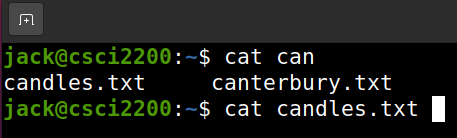 jack@csci2200:~$ cat can
candles.txt     canterbury.txt
jack@csci2200:~$ cat candles.txt